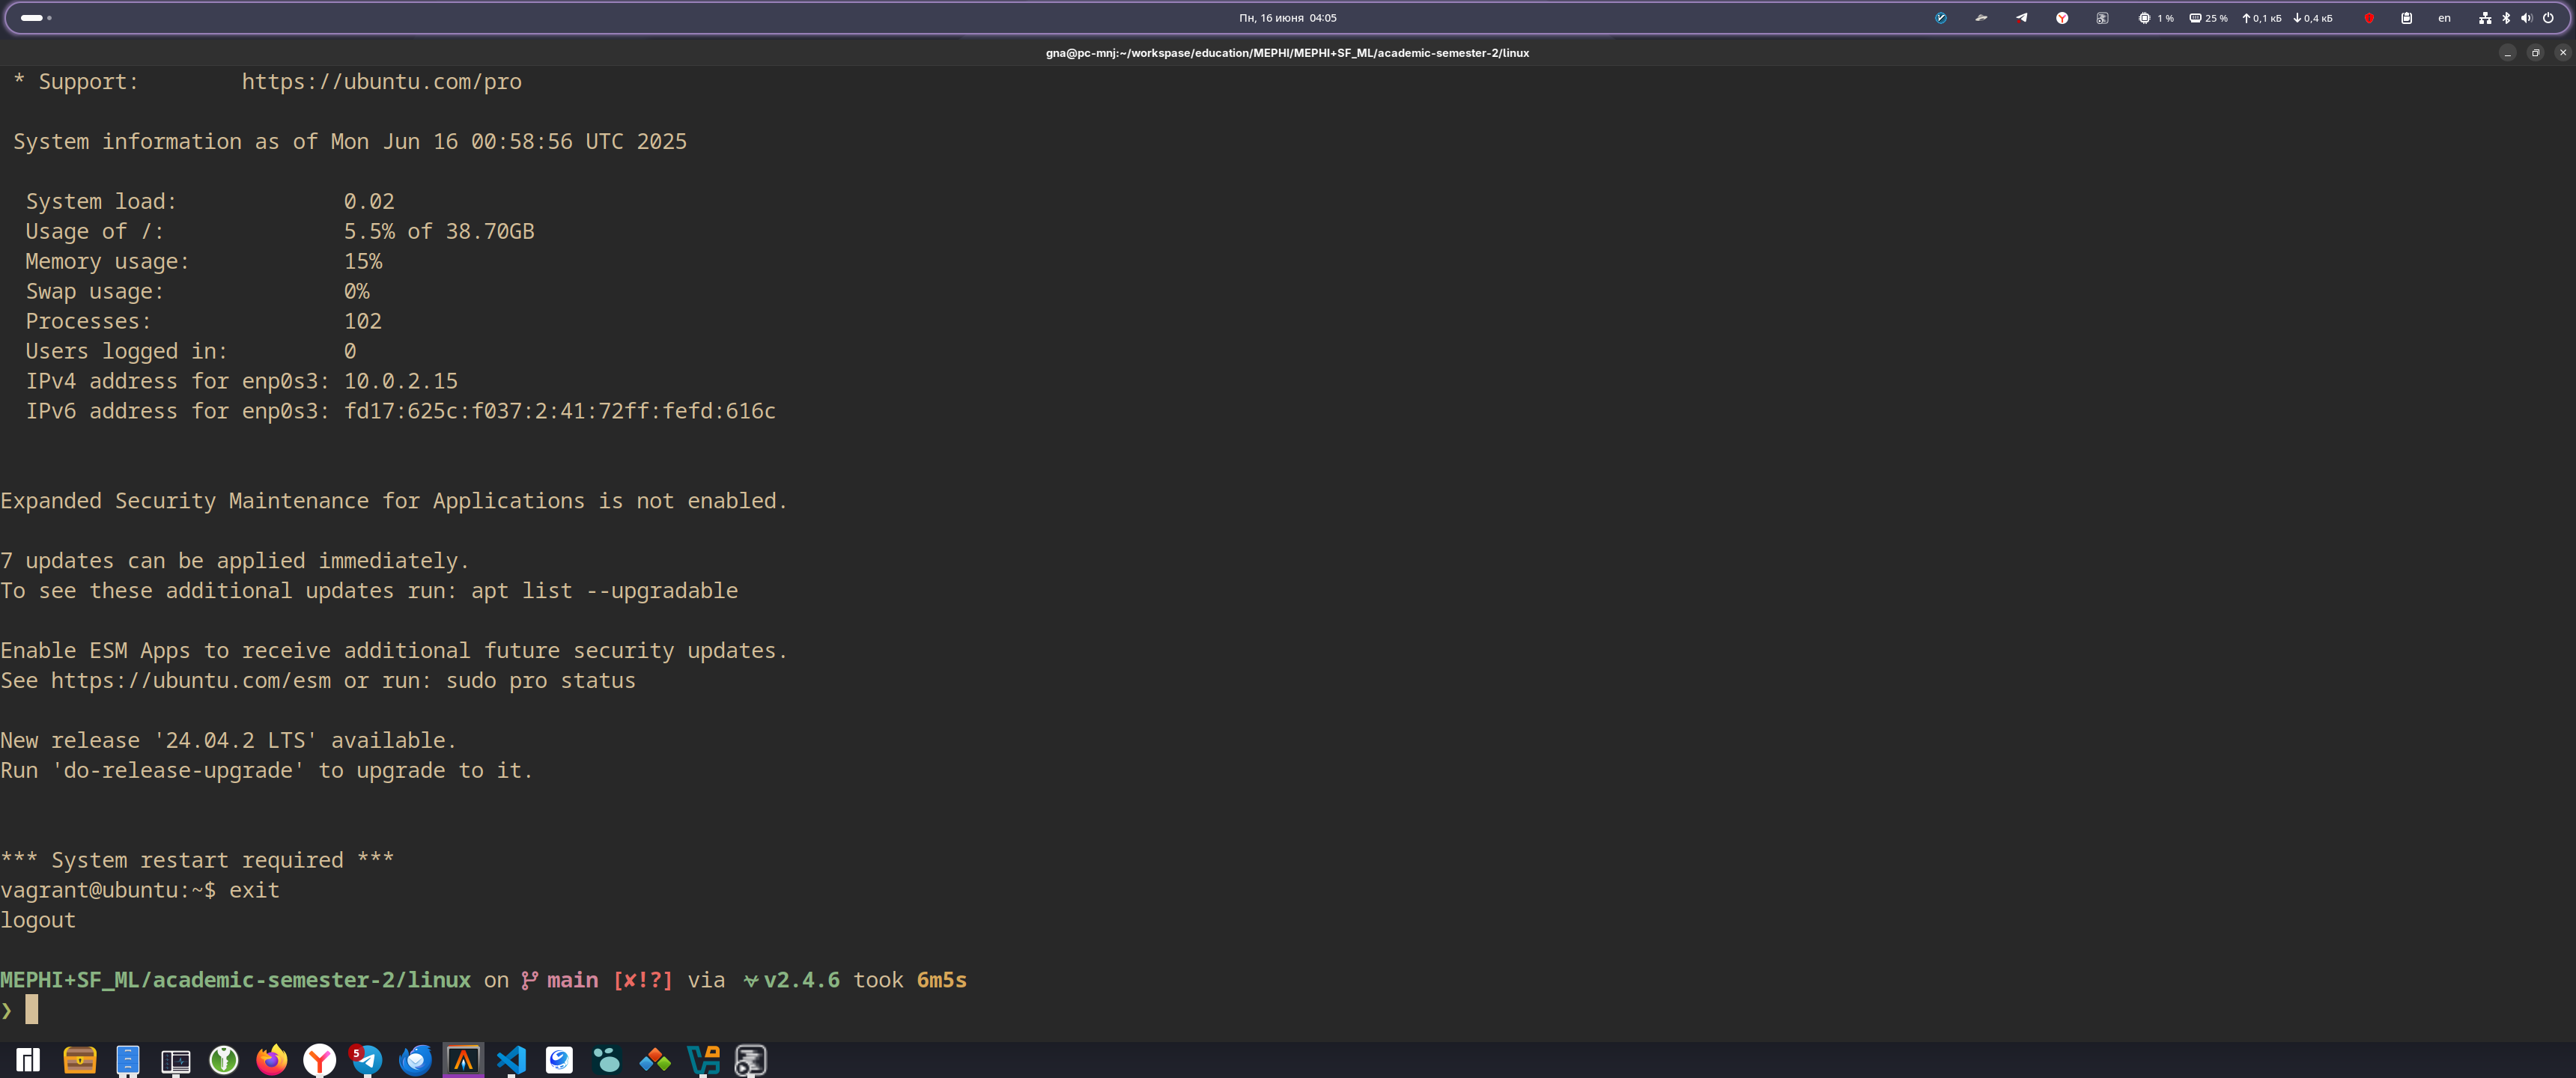 Пн, 16 июня 04:05
1 %
25 %
0,1 кБ
0,4 кБ
en
gna@pc-mnj:~/workspase/education/MEPHI/MEPHI+SF_ML/academic-semester-2/linux
* Support: https://ubuntu.com/pro
System information as of Mon Jun 16 00:58:56 UTC 2025
System load: 0.02
Usage of /: 5.5% of 38.70GB
Memory usage: 15%
Swap usage: 0%
Processes: 102
Users logged in: 0
IPv4 address for enp0s3: 10.0.2.15
IPv6 address for enp0s3: fd17:625c:f037:2:41:72ff:fefd:616c
Expanded Security Maintenance for Applications is not enabled.
7 updates can be applied immediately.
To see these additional updates run: apt list --upgradable
Enable ESM Apps to receive additional future security updates.
See https://ubuntu.com/esm or run: sudo pro status
New release '24.04.2 LTS' available.
Run 'do-release-upgrade' to upgrade to it.
*** System restart required ***
vagrant@ubuntu:~$ exit
logout
MEPHI+SF_ML/academic-semester-2/linux on main [✘!?] via v2.4.6 took 6m5s
❯
5